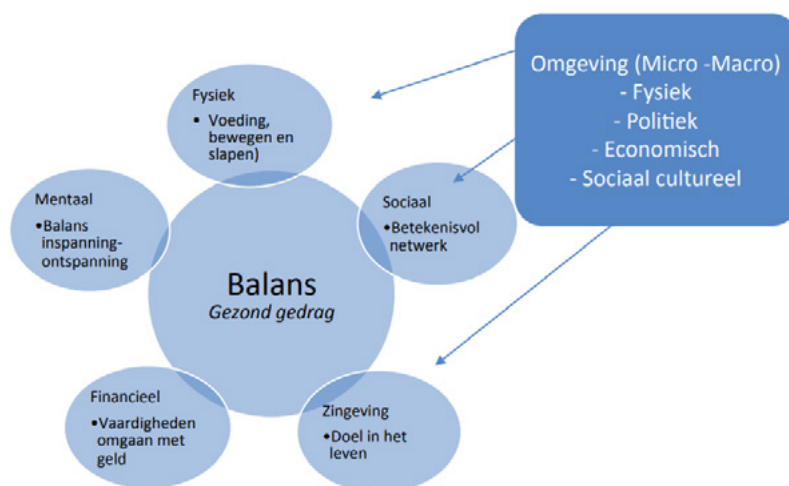 Omgeving (Micro -Macro)
- Fysiek
- Politiek
- Economisch
- Sociaal cultureel
Fysiek
• Voeding,
bewegen en
slapen)
Mentaal
•Balans
inspanning-
ontspanning
Sociaal
•Betekenisvol
netwerk
Balans
Gezond gedrag
Financieel
•Vaardigheden
omgaan met
geld
Zingeving
•Doel in het
leven